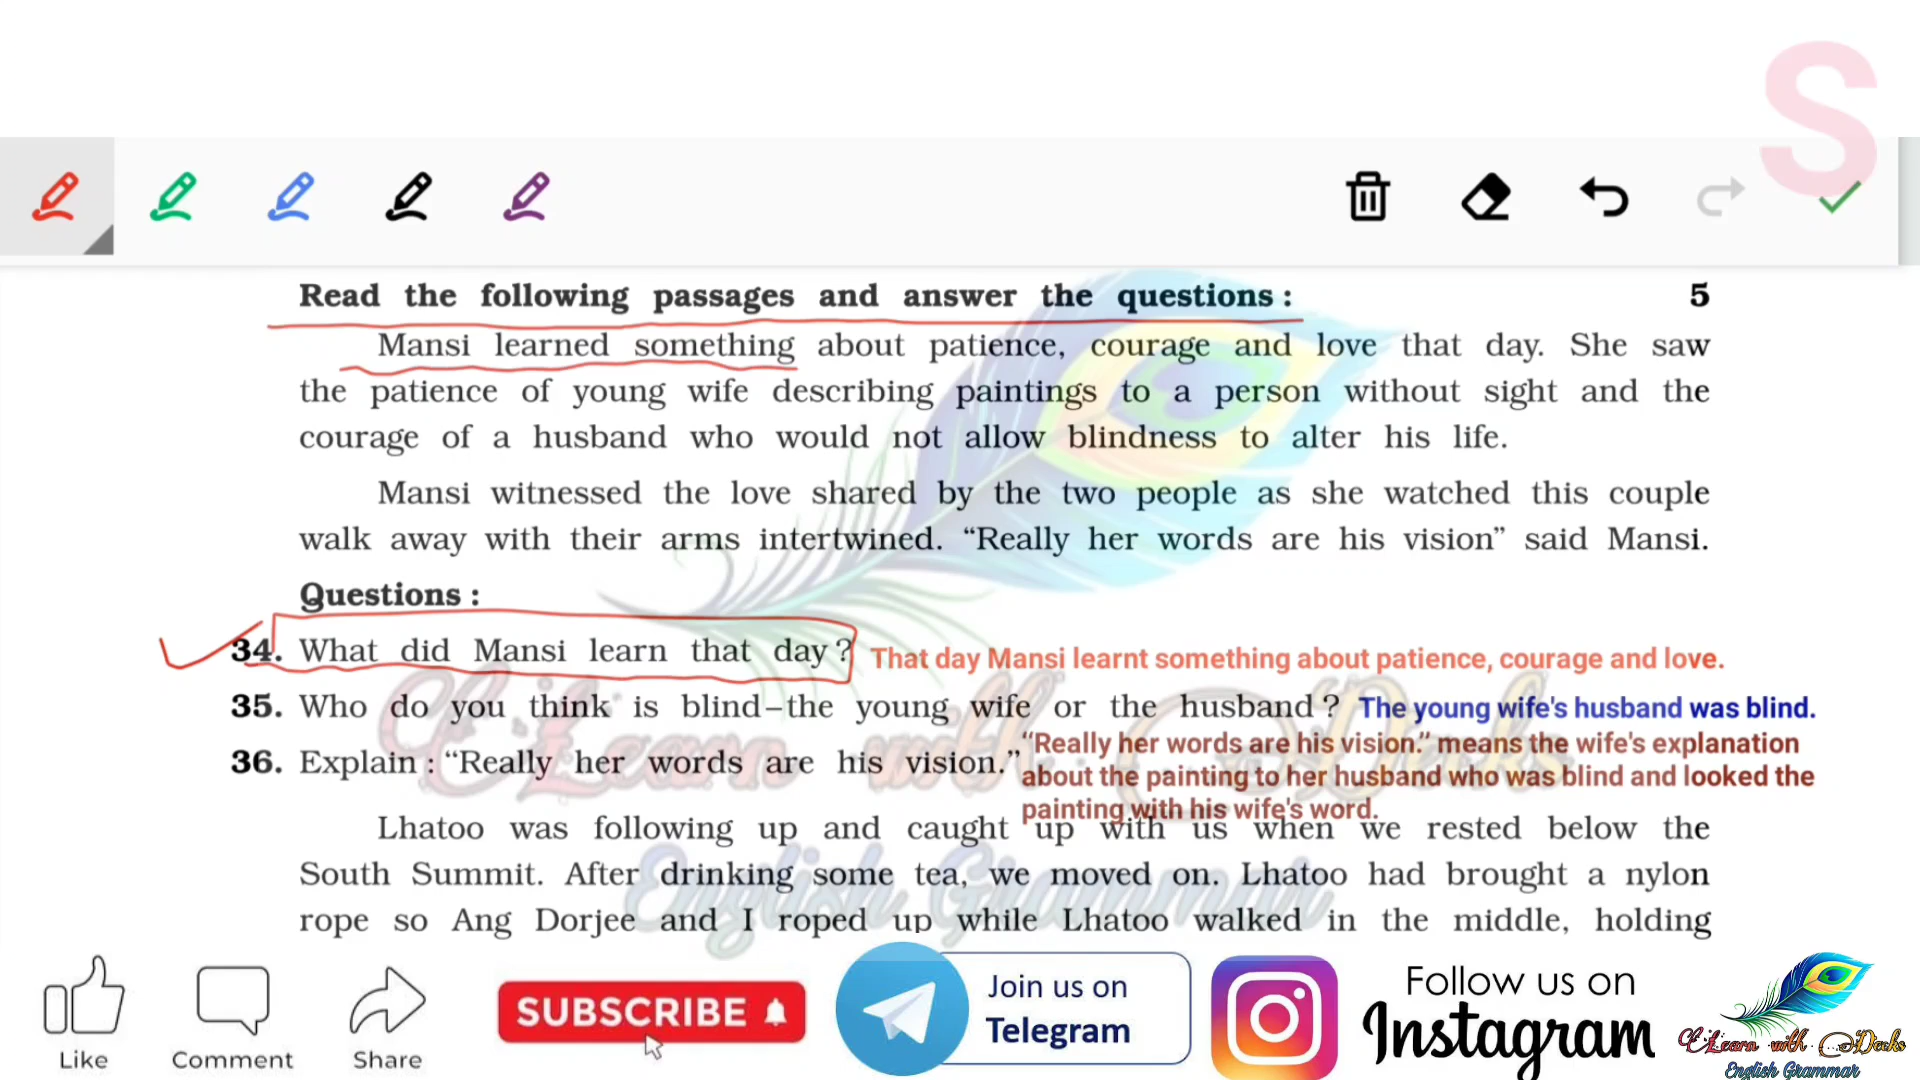 S
Read the following passages and answer the questions : 5
Mansi learned something about patience, courage and love that day. She saw
the patience of young wife describing paintings to a person without sight and the
courage of a husband who would not allow blindness to alter his life.
Mansi witnessed the love shared by the two people as she watched this couple
walk away with their arms intertwined. “Really her words are his vision” said Mansi.
Questions :
34. What did Mansi learn that day ? That day Mansi learnt something about patience, courage and love.
35. Who do you think is blind–the young wife or the husband ? The young wife's husband was blind.
36. Explain : “Really her words are his vision.”
“Really her words are his vision.” means the wife's explanation
about the painting to her husband who was blind and looked the
painting with his wife's word.
Lhatoo was following up and caught up with us when we rested below the
South Summit. After drinking some tea, we moved on. Lhatoo had brought a nylon
rope so Ang Dorjee and I roped up while Lhatoo walked in the middle, holding
Learn with Deeks
English Grammar
Like
Comment
Share
SUBSCRIBE
Join us on
Telegram
Follow us on
Instagram
Learn with Deeks
English Grammar